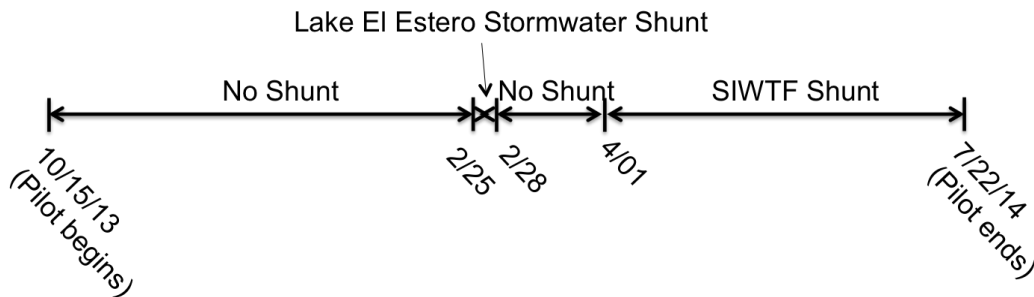 Lake El Estero Stormwater Shunt
No Shunt
No Shunt
SIWTF Shunt
10/15/13
(Pilot begins)
2/25
2/28
4/01
7/22/14
(Pilot ends)